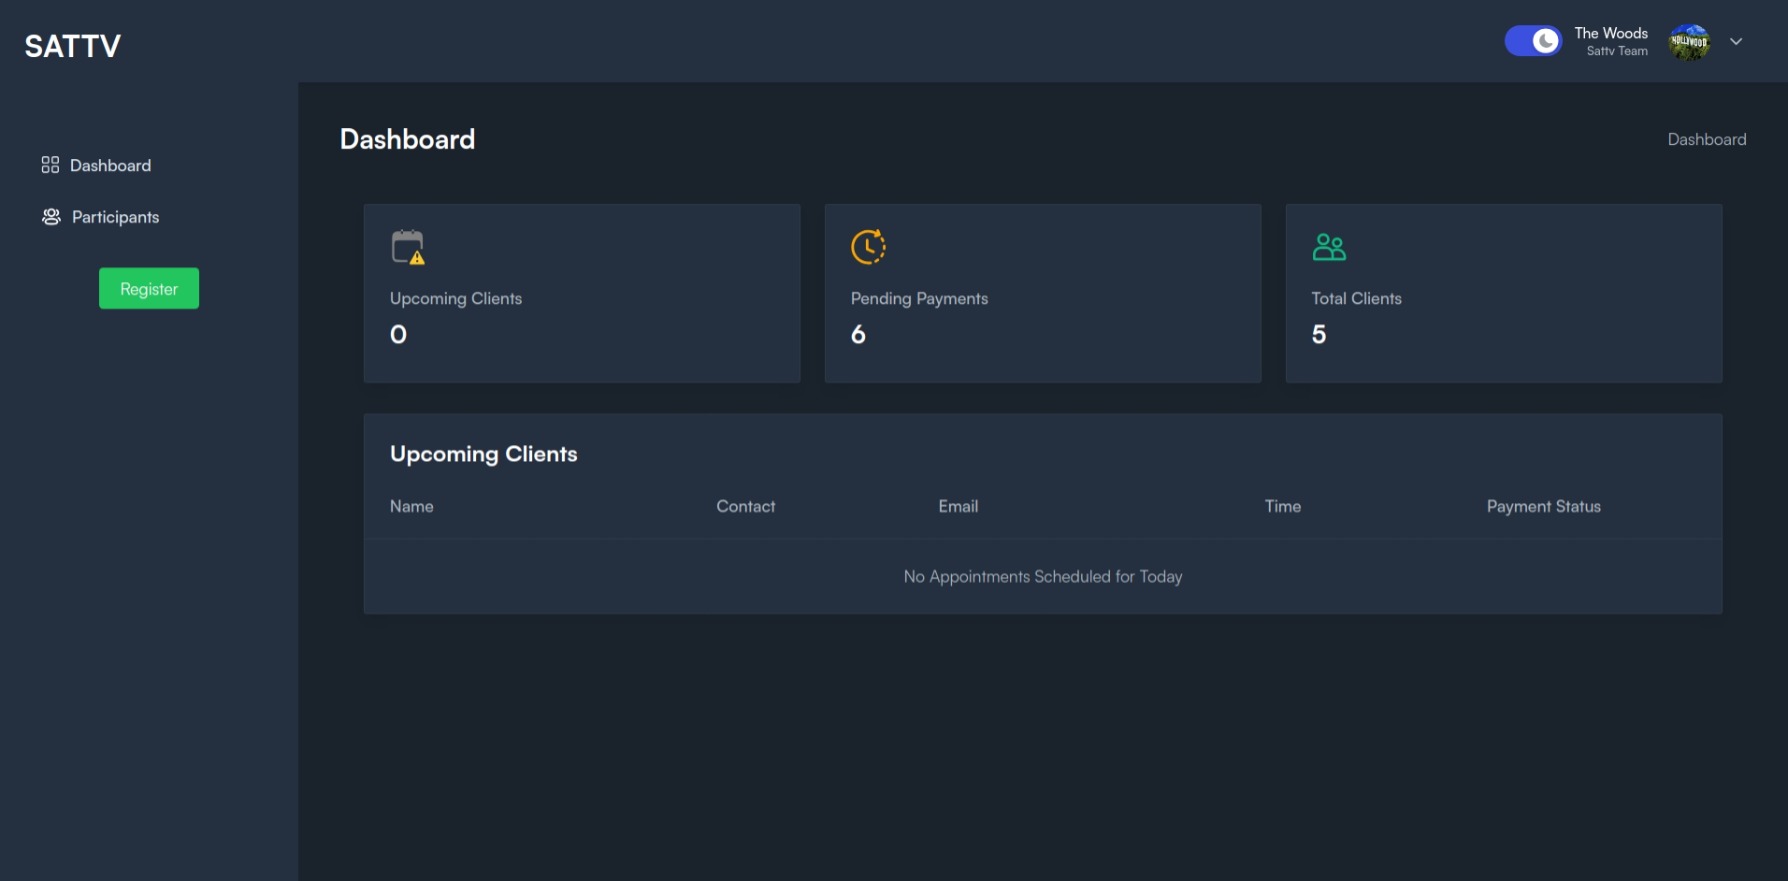 SATTV
The Woods
Sattv Team
HOLLYWOOD
Dashboard
Participants
Register
Dashboard
Dashboard
Upcoming Clients
0
Pending Payments
6
Total Clients
5
Upcoming Clients
Name Contact Email Time Payment Status
No Appointments Scheduled for Today